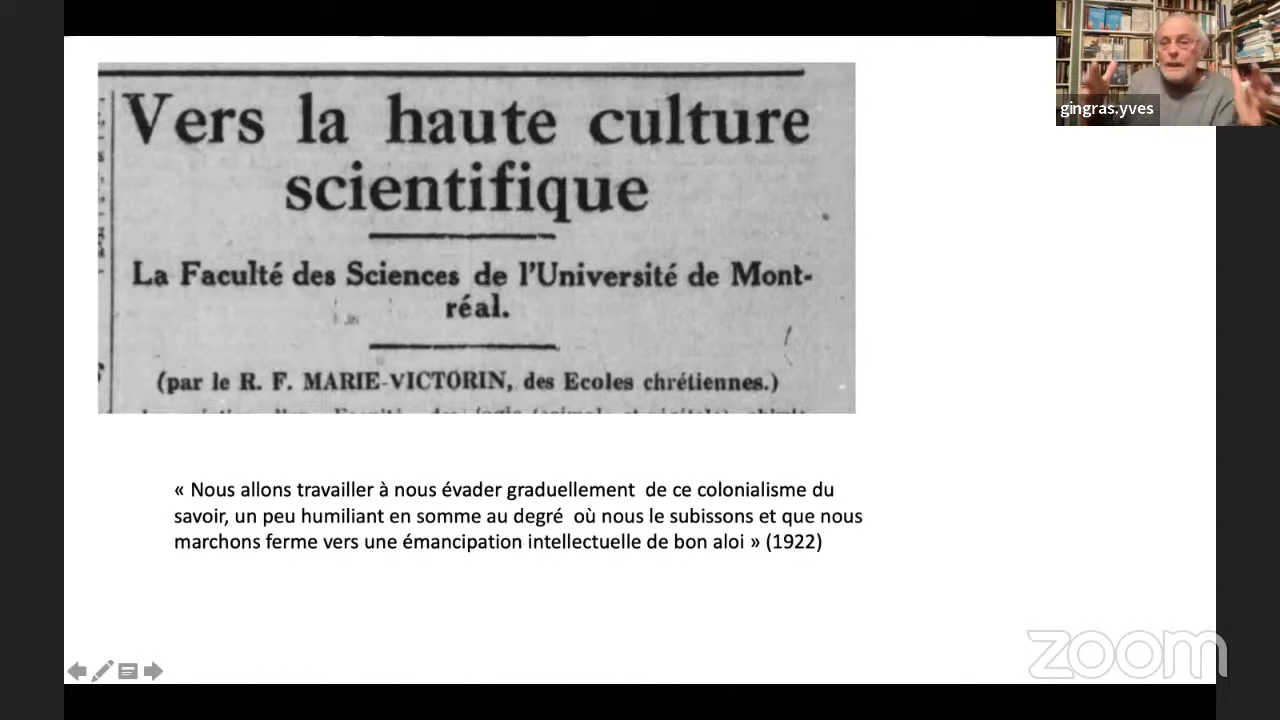 Vers la haute culture
scientifique
La Faculté des Sciences de l'Université de Mont-
réal.
(par le R. F. MARIE-VICTORIN, des Ecoles chrétiennes.)
« Nous allons travailler à nous évader graduellement de ce colonialisme du
savoir, un peu humiliant en somme au degré où nous le subissons et que nous
marchons ferme vers une émancipation intellectuelle de bon aloi » (1922)
gingras.yves
zoom